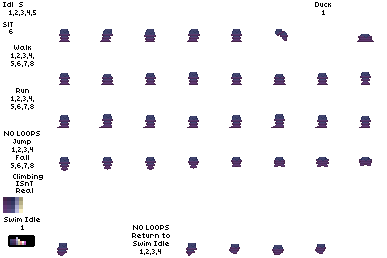 Idl S
1,2,3,4,5
Duck
1
SIT
6
Walk
1,2,3,4,
5,6,7,8
Run
1,2,3,4,
5,6,7,8
NO LOOPS
Jump
1,2,3,4
Fall
5,6,7,8
Climbing
ISnT
Real
Swim Idle
1
NO LOOPS
Return to
Swim Idle
1,2,3,4